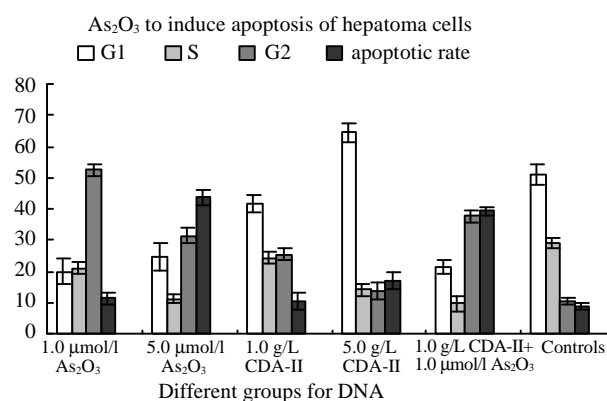 As₂O₃ to induce apoptosis of hepatoma cells
G1 S G2 apoptotic rate
80
70
60
50
40
30
20
10
0
1.0 μmol/l As₂O₃
5.0 μmol/l As₂O₃
1.0 g/L CDA-II
5.0 g/L CDA-II
1.0 g/L CDA-II+ 1.0 μmol/l As₂O₃
Controls
Different groups for DNA